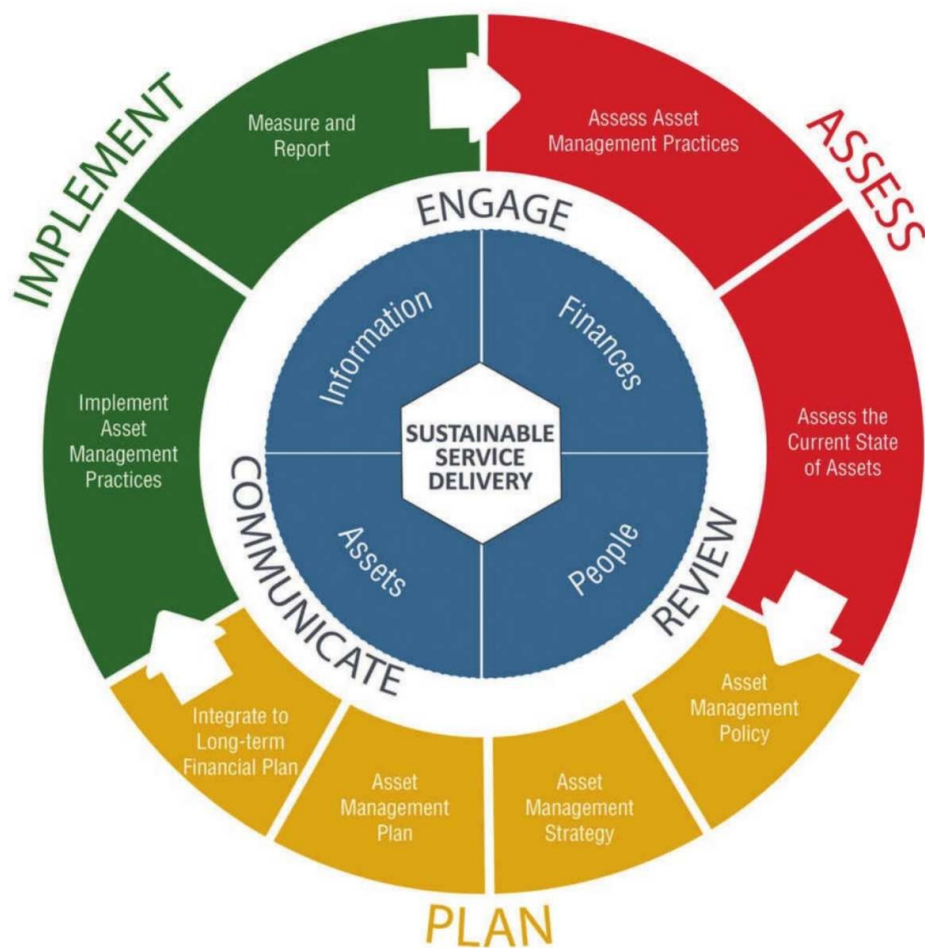 IMPLEMENT
Measure and
Report
Assess Asset
Management Practices
ASSESS
ENGAGE
Information
Finances
Implement
Asset
Management
Practices
SUSTAINABLE
SERVICE
DELIVERY
Assess the
Current State
of Assets
COMMUNICATE
Assets
People
REVIEW
Integrate to
Long-term
Financial Plan
Asset
Management
Plan
Asset
Management
Strategy
Asset
Management
Policy
PLAN